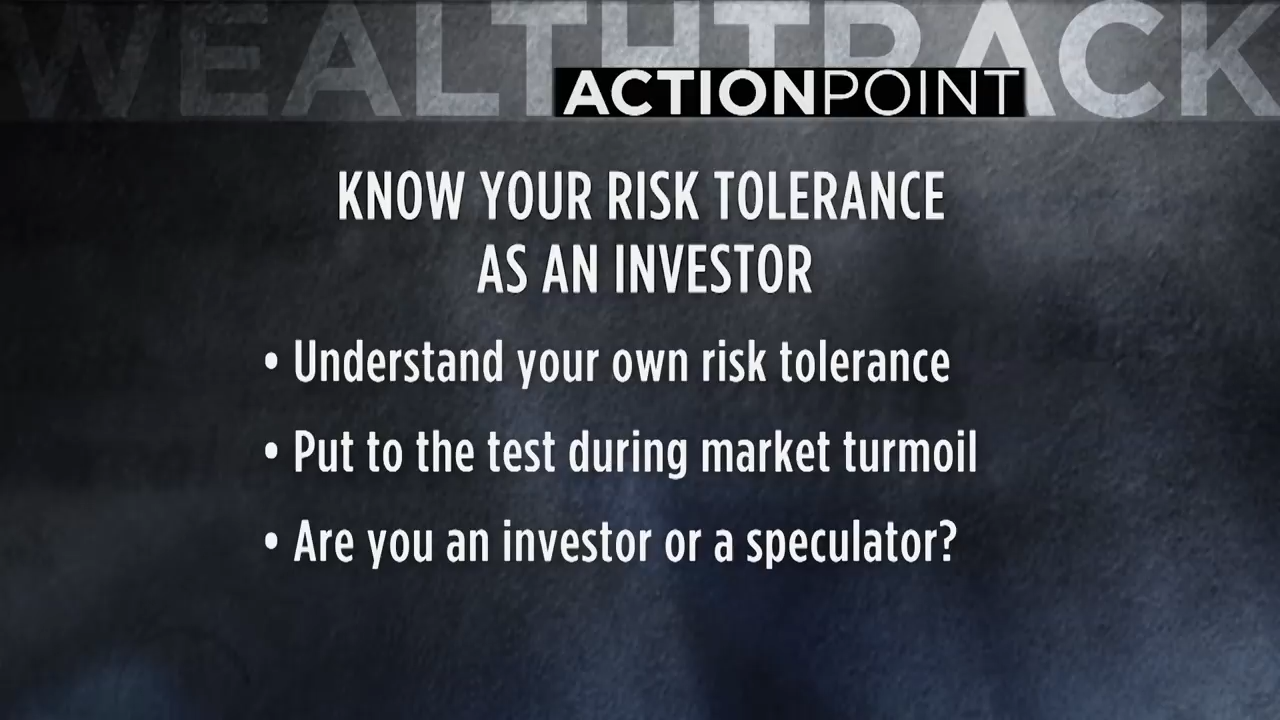 WEALTHTRACK
ACTIONPOINT
KNOW YOUR RISK TOLERANCE
AS AN INVESTOR
• Understand your own risk tolerance
• Put to the test during market turmoil
• Are you an investor or a speculator?